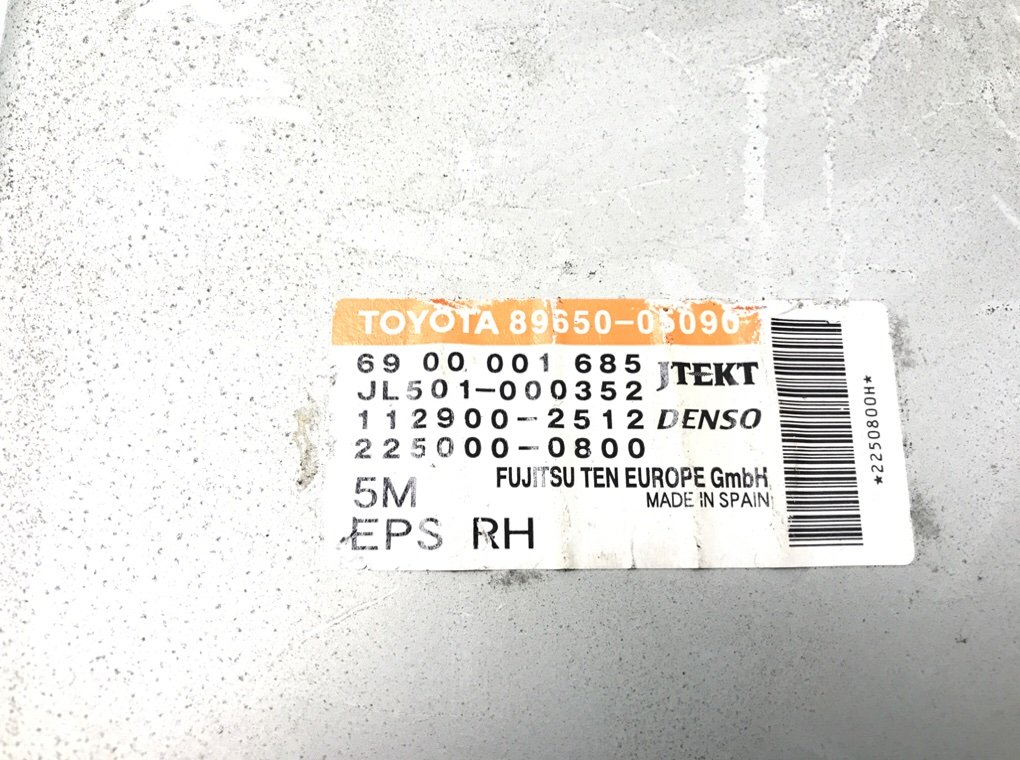 TOYOTA 89650-05090
69 00 001 685
JL501-000352 JTEKT
112900-2512 DENSO
225000-0800
FUJITSU TEN EUROPE GmbH
5M
MADE IN SPAIN
EPS RH
*2250800H*